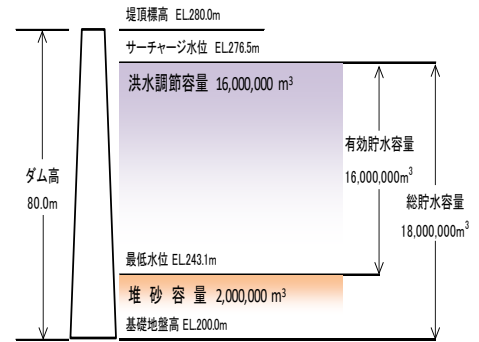 堤頂標高 EL.280.0m
サーチャージ水位 EL.276.5m
洪水調節容量 16,000,000 m³
有効貯水容量
16,000,000m³
ダム高
80.0m
総貯水容量
18,000,000m³
最低水位 EL.243.1m
堆砂容量 2,000,000 m³
基礎地盤高 EL.200.0m